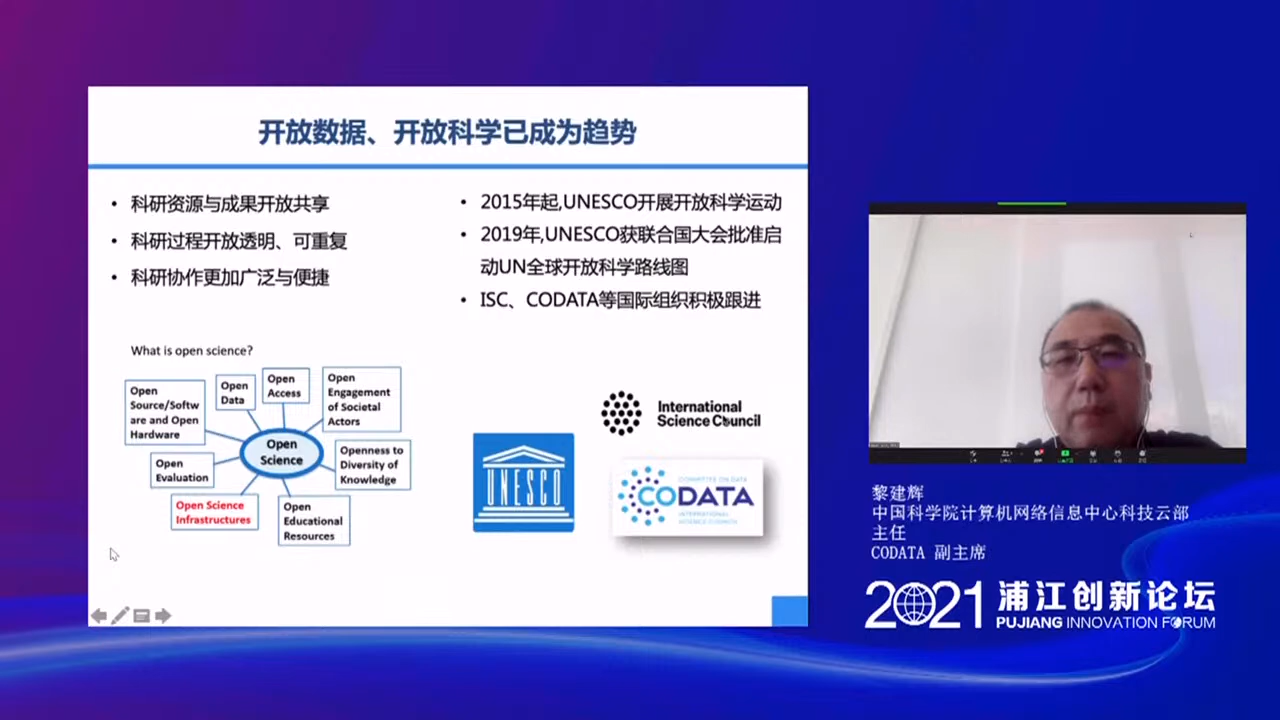 开放数据、开放科学已成为趋势
• 科研资源与成果开放共享
• 科研过程开放透明、可重复
• 科研协作更加广泛与便捷
• 2015年起,UNESCO开展开放科学运动
• 2019年,UNESCO获联合国大会批准启
动UN全球开放科学路线图
• ISC、CODATA等国际组织积极跟进
What is open science?
Open
Source/Softw
are and Open
Hardware
Open
Data
Open
Access
Open
Engagement
of Societal
Actors
Open
Science
Openness to
Diversity of
Knowledge
Open
Evaluation
Open Science
Infrastructures
Open
Educational
Resources
UNESCO
International
Science Council
COMMITTEE ON DATA
CODATA
INTERNATIONAL
SCIENCE COUNCIL
黎建辉
中国科学院计算机网络信息中心科技云部
主任
CODATA 副主席
2021 浦江创新论坛
PUJIANG INNOVATION FORUM